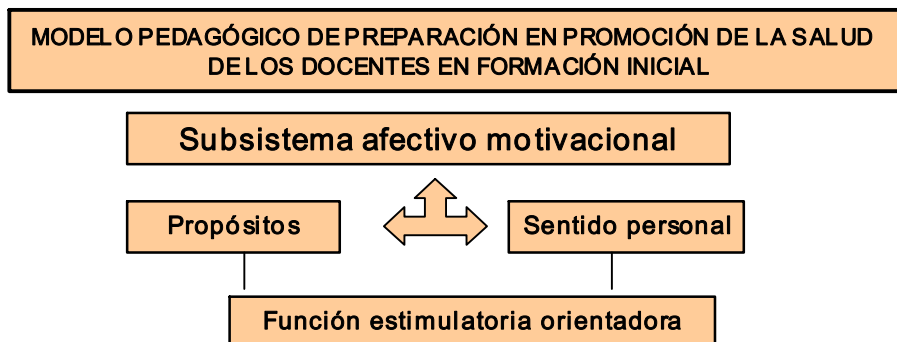 MODELO PEDAGÓGICO DE PREPARACIÓN EN PROMOCIÓN DE LA SALUD
DE LOS DOCENTES EN FORMACIÓN INICIAL
Subsistema afectivo motivacional
Propósitos
Sentido personal
Función estimulatoria orientadora